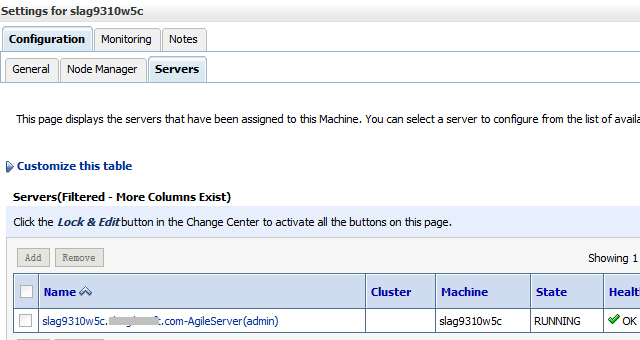 Settings for slag9310w5c
Configuration Monitoring Notes
General Node Manager Servers
This page displays the servers that have been assigned to this Machine. You can select a server to configure from the list of
Customize this table
Servers(Filtered - More Columns Exist)
Click the Lock & Edit button in the Change Center to activate all the buttons on this page.
Add Remove Showing 1
Name Cluster Machine State Healt
slag9310w5c. .com-AgileServer(admin) slag9310w5c RUNNING OK